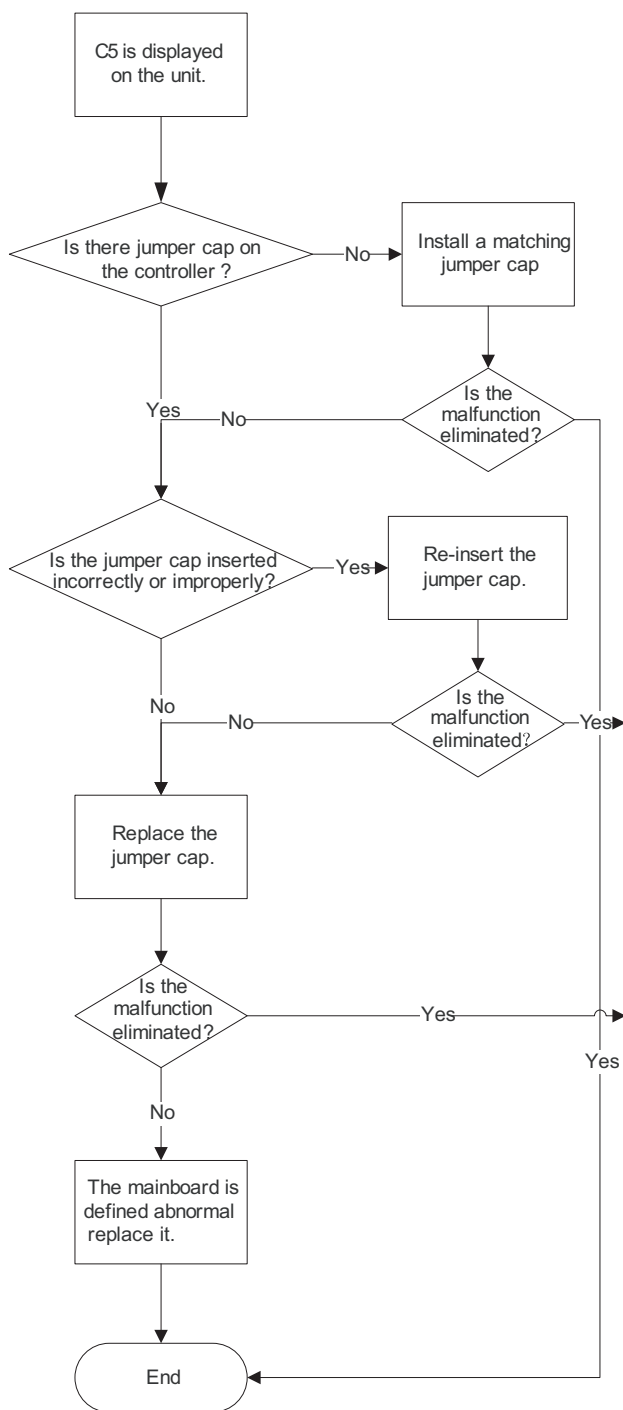 C5 is displayed
on the unit.
Is there jumper cap on
the controller ?
No
Install a matching
jumper cap
Is the
malfunction
eliminated?
No
Yes
Is the jumper cap inserted
incorrectly or improperly?
Yes
Re-insert the
jumper cap.
Is the
malfunction
eliminated?
Yes
No
No
Replace the
jumper cap.
Is the
malfunction
eliminated?
Yes
Yes
No
The mainboard is
defined abnormal
replace it.
End